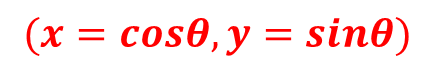 (x = cosθ, y = sinθ)